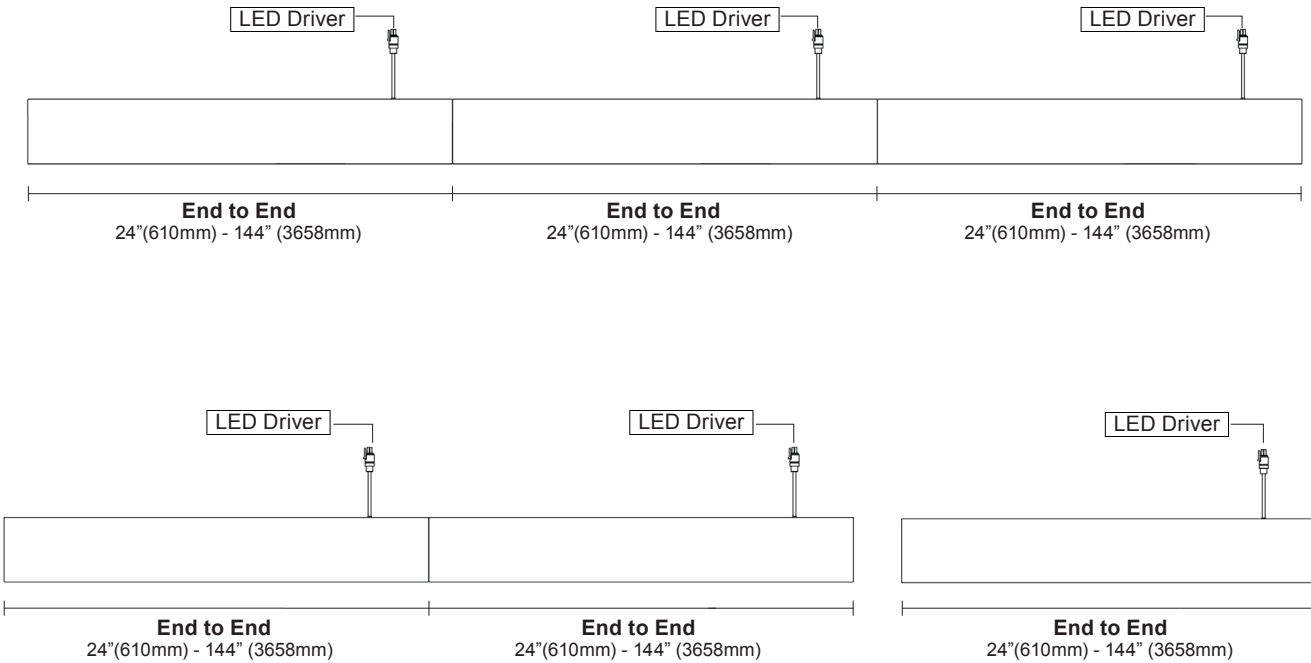 LED Driver
LED Driver
LED Driver
End to End
24”(610mm) - 144” (3658mm)
End to End
24”(610mm) - 144” (3658mm)
End to End
24”(610mm) - 144” (3658mm)
LED Driver
LED Driver
LED Driver
End to End
24”(610mm) - 144” (3658mm)
End to End
24”(610mm) - 144” (3658mm)
End to End
24”(610mm) - 144” (3658mm)